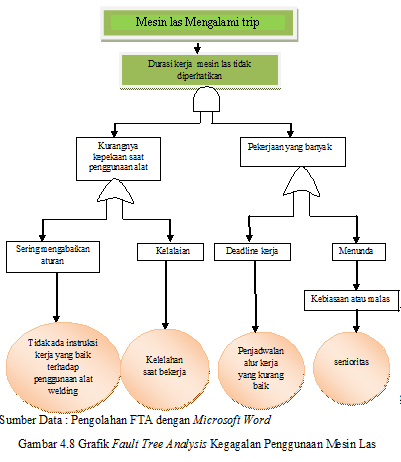 Mesin las Mengalami trip
Durasi kerja mesin las tidak
diperhatikan
Kurangnya
kepekaan saat
penggunaan alat
Pekerjaan yang banyak
Sering mengabaikan
aturan
Kelalaian
Deadline kerja
Menunda
Kebiasaan atau malas
Tidak ada instruksi
kerja yang baik
terhadap
penggunaan alat
welding
Kelelahan
saat bekerja
Penjadwalan
alur kerja
yang kurang
baik
senioritas
Sumber Data : Pengolahan FTA dengan Microsoft Word
Gambar 4.8 Grafik Fault Tree Analysis Kegagalan Penggunaan Mesin Las